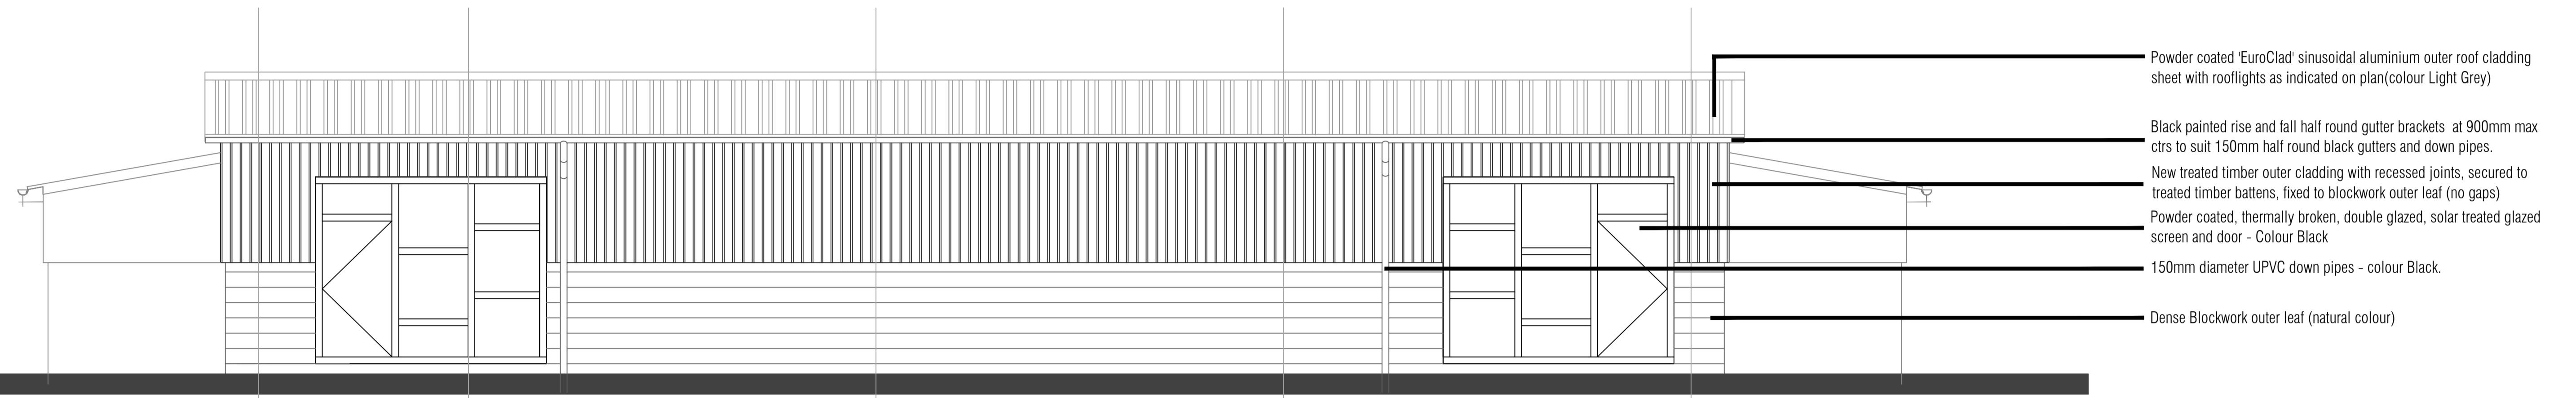 Powder coated 'EuroClad' sinusoidal aluminium outer roof cladding
sheet with rooflights as indicated on plan(colour Light Grey)
Black painted rise and fall half round gutter brackets  at 900mm max
ctrs to suit 150mm half round black gutters and down pipes.
New treated timber outer cladding with recessed joints, secured to
treated timber battens, fixed to blockwork outer leaf (no gaps)
Powder coated, thermally broken, double glazed, solar treated glazed
screen and door - Colour Black
150mm diameter UPVC down pipes - colour Black.
Dense Blockwork outer leaf (natural colour)